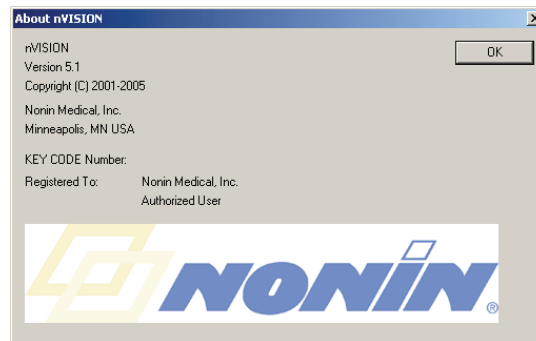 About nVISION
nVISION
OK
Version 5.1
Copyright (C) 2001-2005
Nonin Medical, Inc.
Minneapolis, MN USA
KEY CODE Number:
Registered To: Nonin Medical, Inc.
Authorized User
NONIN®